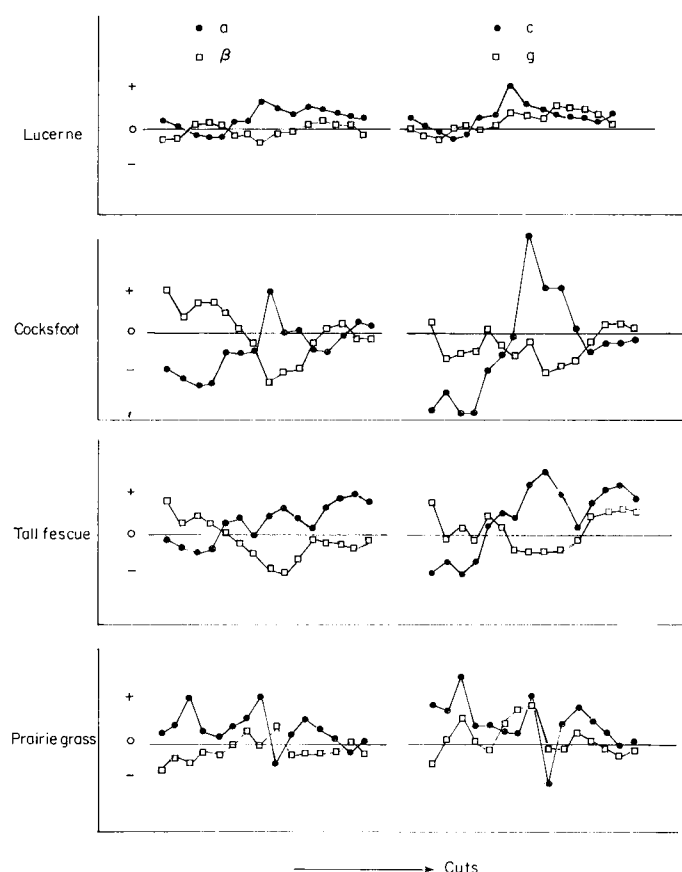 ● a ● c
□ β □ g
+
Lucerne o
−
+
Cocksfoot o
−
+
Tall fescue o
−
+
Prairie grass o
−
Cuts